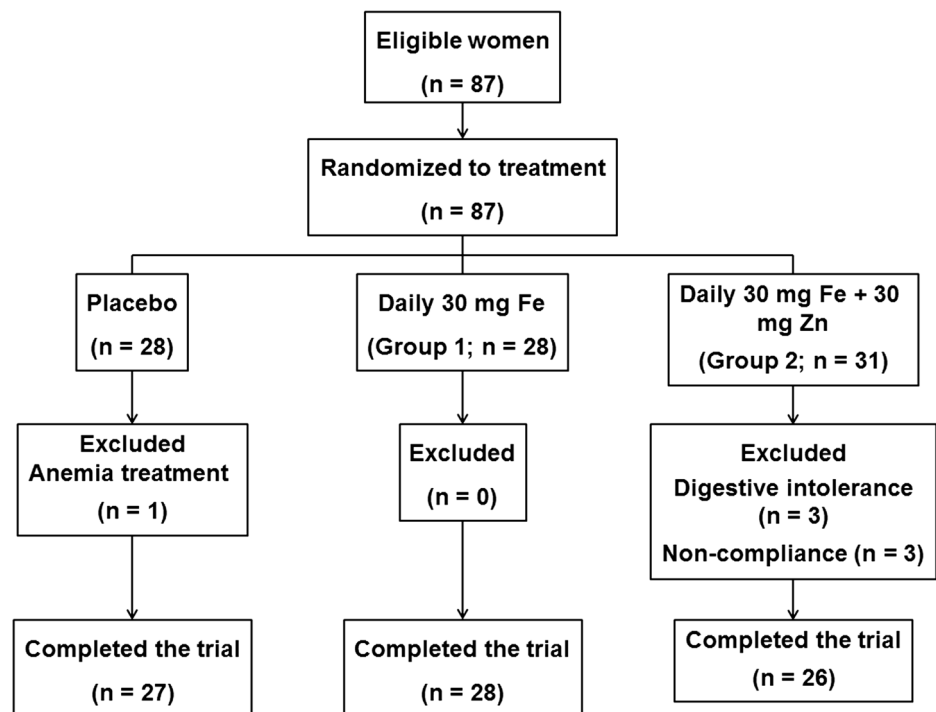 Eligible women
(n = 87)
Randomized to treatment
n = 87)
Placebo
(n = 28)
Daily 30 mg Fe
(Group 1; n = 28)
Daily 30 mg Fe + 30
mg Zn
(Group 2; n = 31)
Excluded
Anemia treatment
(n = 1)
Excluded
(n = 0)
Excluded
Digestive intolerance
(n = 3)
Non-compliance (n = 3)
Completed the trial
(n = 27)
Completed the trial
(n = 28)
Completed the trial
n = 26)